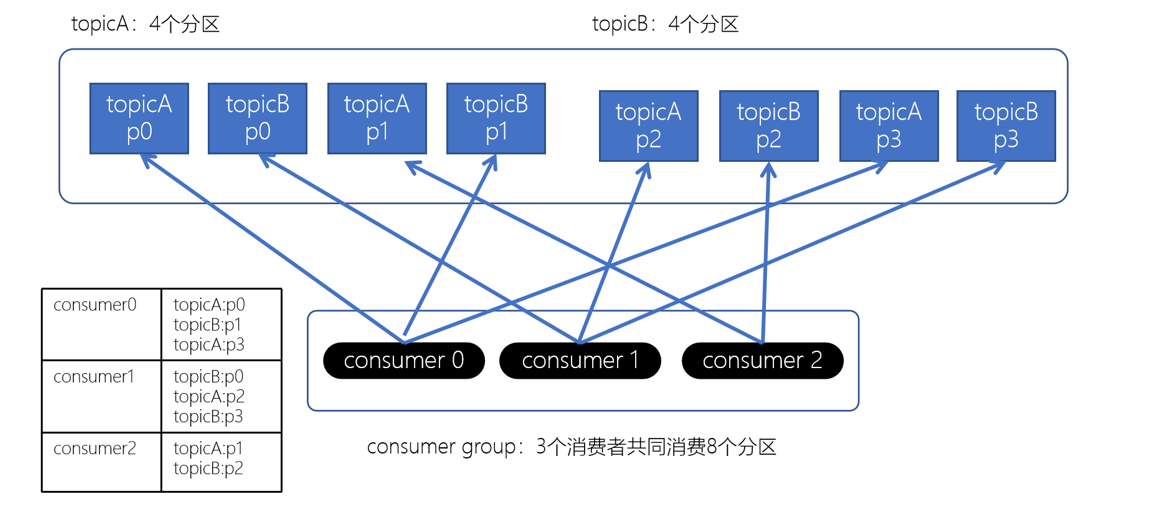 topicA：4个分区
topicB：4个分区
topicA
p0
topicB
p0
topicA
p1
topicB
p1
topicA
p2
topicB
p2
topicA
p3
topicB
p3
consumer0
topicA:p0
topicB:p1
topicA:p3
consumer1
topicB:p0
topicA:p2
topicB:p3
consumer2
topicA:p1
topicB:p2
consumer 0
consumer 1
consumer 2
consumer group：3个消费者共同消费8个分区